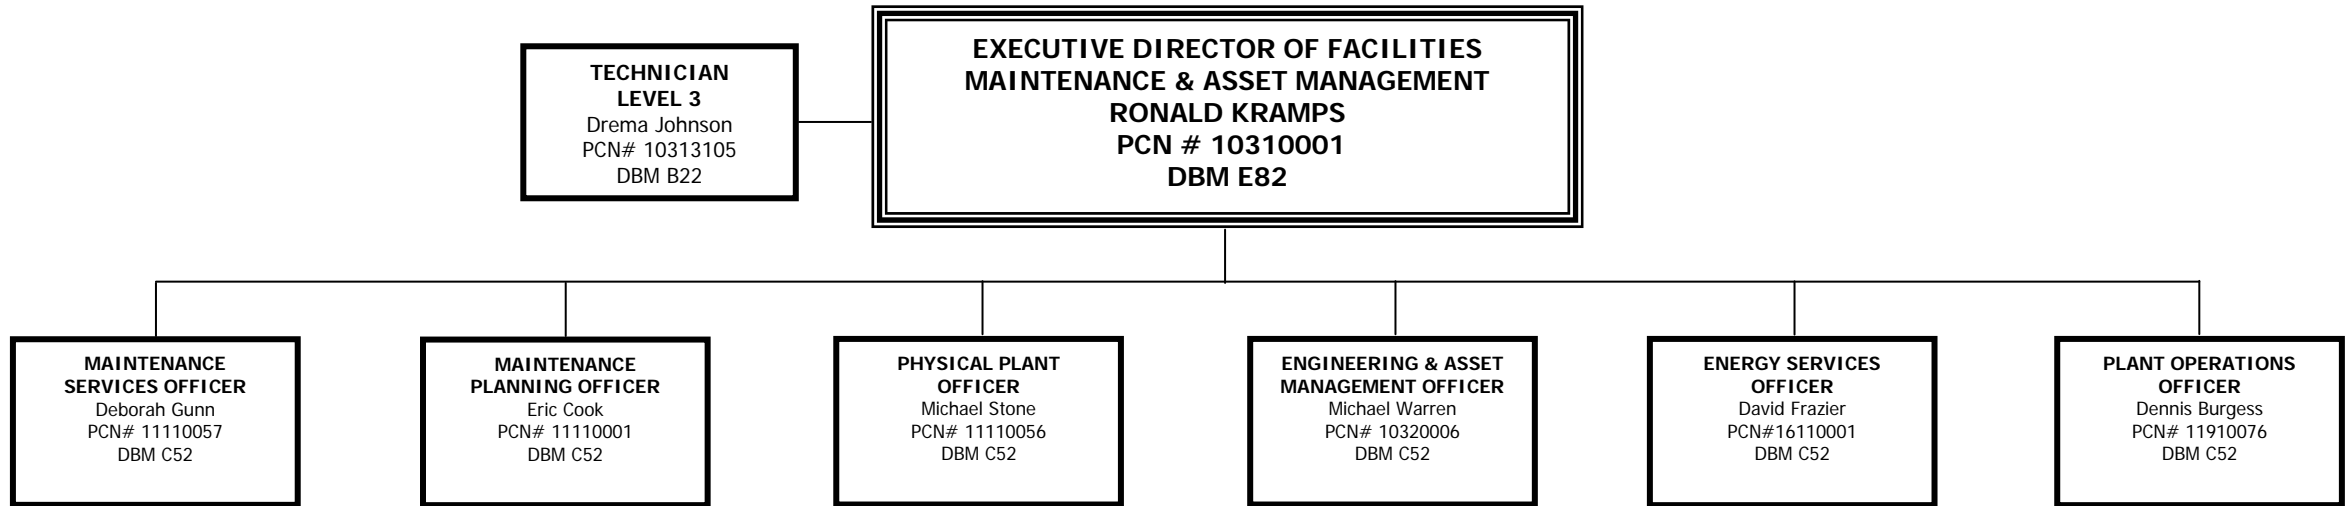 TECHNICIAN
LEVEL 3
Drema Johnson
PCN# 10313105
DBM B22
EXECUTIVE DIRECTOR OF FACILITIES
MAINTENANCE & ASSET MANAGEMENT
RONALD KRAMPS
PCN # 10310001
DBM E82
MAINTENANCE
SERVICES OFFICER
Deborah Gunn
PCN# 11110057
DBM C52
MAINTENANCE
PLANNING OFFICER
Eric Cook
PCN# 11110001
DBM C52
PHYSICAL PLANT
OFFICER
Michael Stone
PCN# 11110056
DBM C52
ENGINEERING & ASSET
MANAGEMENT OFFICER
Michael Warren
PCN# 10320006
DBM C52
ENERGY SERVICES
OFFICER
David Frazier
PCN#16110001
DBM C52
PLANT OPERATIONS
OFFICER
Dennis Burgess
PCN# 11910076
DBM C52